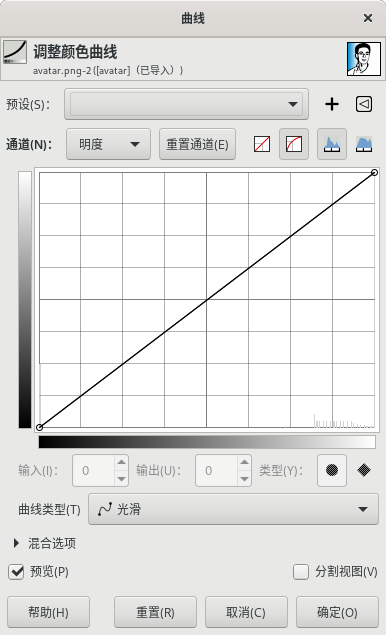 曲线
调整颜色曲线
avatar.png-2 ([avatar] (已导入) )
预设(S)：
通道(N)： 明度 重置通道(E)
输入(I)： 0 输出(U)： 0 类型(Y)：
曲线类型(T) 光滑
混合选项
预览(P) 分割视图(V)
帮助(H) 重置(R) 取消(C) 确定(O)